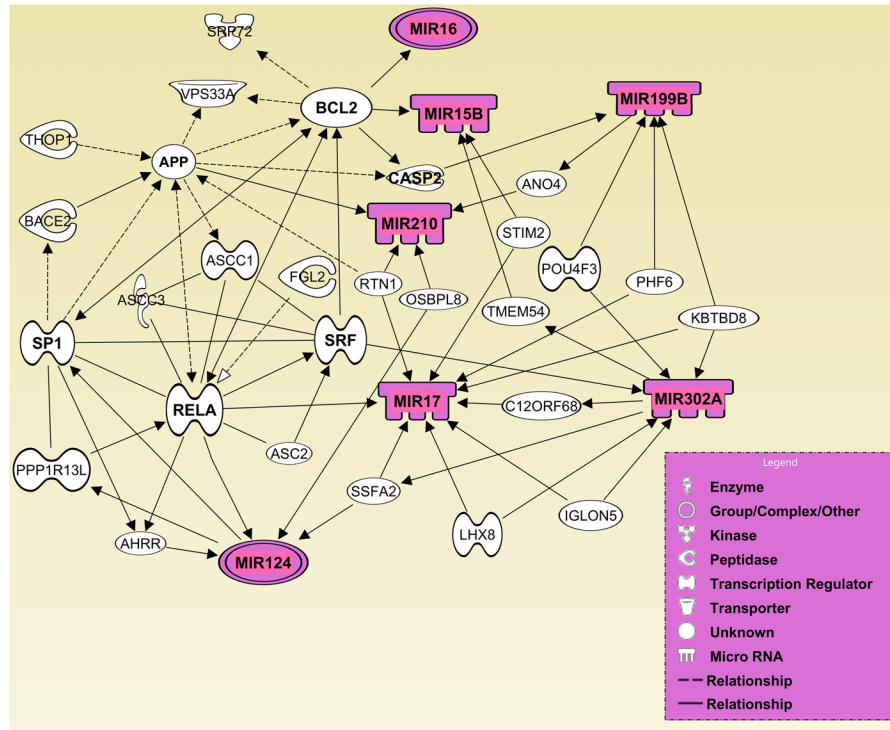 SRP72
MIR16
VPS33A
BCL2
MIR15B
MIR199B
THOP1
APP
CASP2
ANO4
BACE2
MIR210
STIM2
ASCC1
FGL2
RTN1
OSBPL8
POU4F3
PHF6
ASCC3
TMEM54
KBTBD8
SP1
SRF
RELA
MIR17
C12ORF68
MIR302A
ASC2
PPP1R13L
SSFA2
LHX8
IGLON5
AHRR
MIR124
Legend
Enzyme
Group/Complex/Other
Kinase
Peptidase
Transcription Regulator
Transporter
Unknown
Micro RNA
Relationship
Relationship